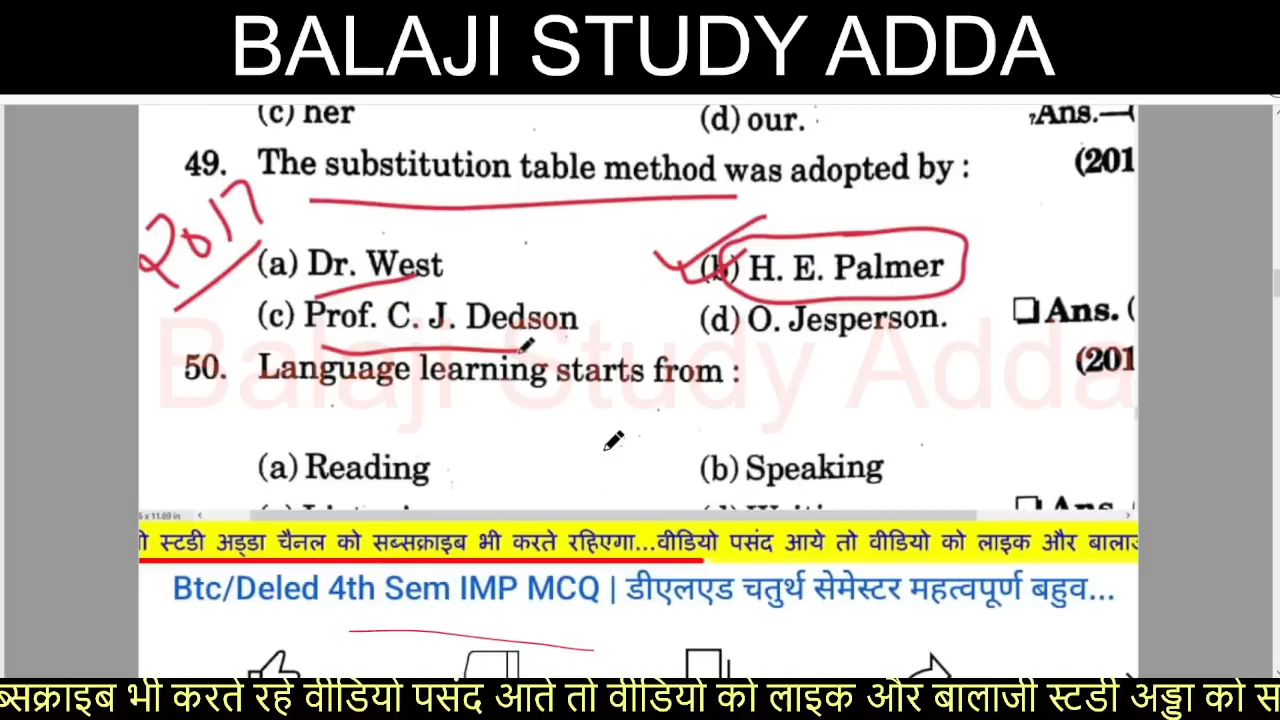 BALAJI STUDY ADDA
(c) her (d) our. Ans.—(
49. The substitution table method was adopted by : (201
2017
(a) Dr. West (b) H. E. Palmer
(c) Prof. C. J. Dedson (d) O. Jesperson. Ans. (
Balaji Study Adda
50. Language learning starts from : (201
(a) Reading (b) Speaking
x 11.69 in
स्टडी अड्डा चैनल को सब्सक्राइब भी करते रहिएगा...वीडियो पसंद आये तो वीडियो को लाइक और बालाज
Btc/Deled 4th Sem IMP MCQ | डीएलएड चतुर्थ सेमेस्टर महत्वपूर्ण बहुव...
ब्सक्राइब भी करते रहे वीडियो पसंद आते तो वीडियो को लाइक और बालाजी स्टडी अड्डा को स